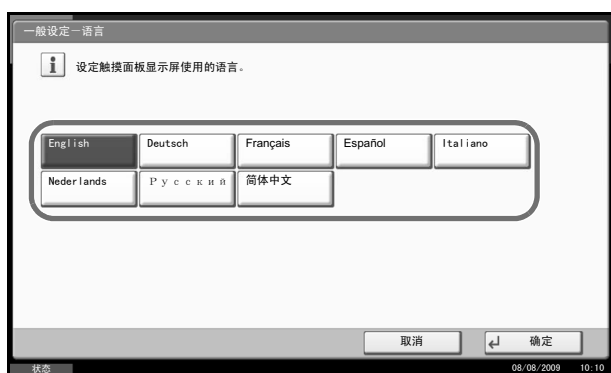 一般设定－语言
设定触摸面板显示屏使用的语言。
English Deutsch Français Español Italiano
Nederlands Русский 简体中文
取消 确定
状态 08/08/2009 10:10